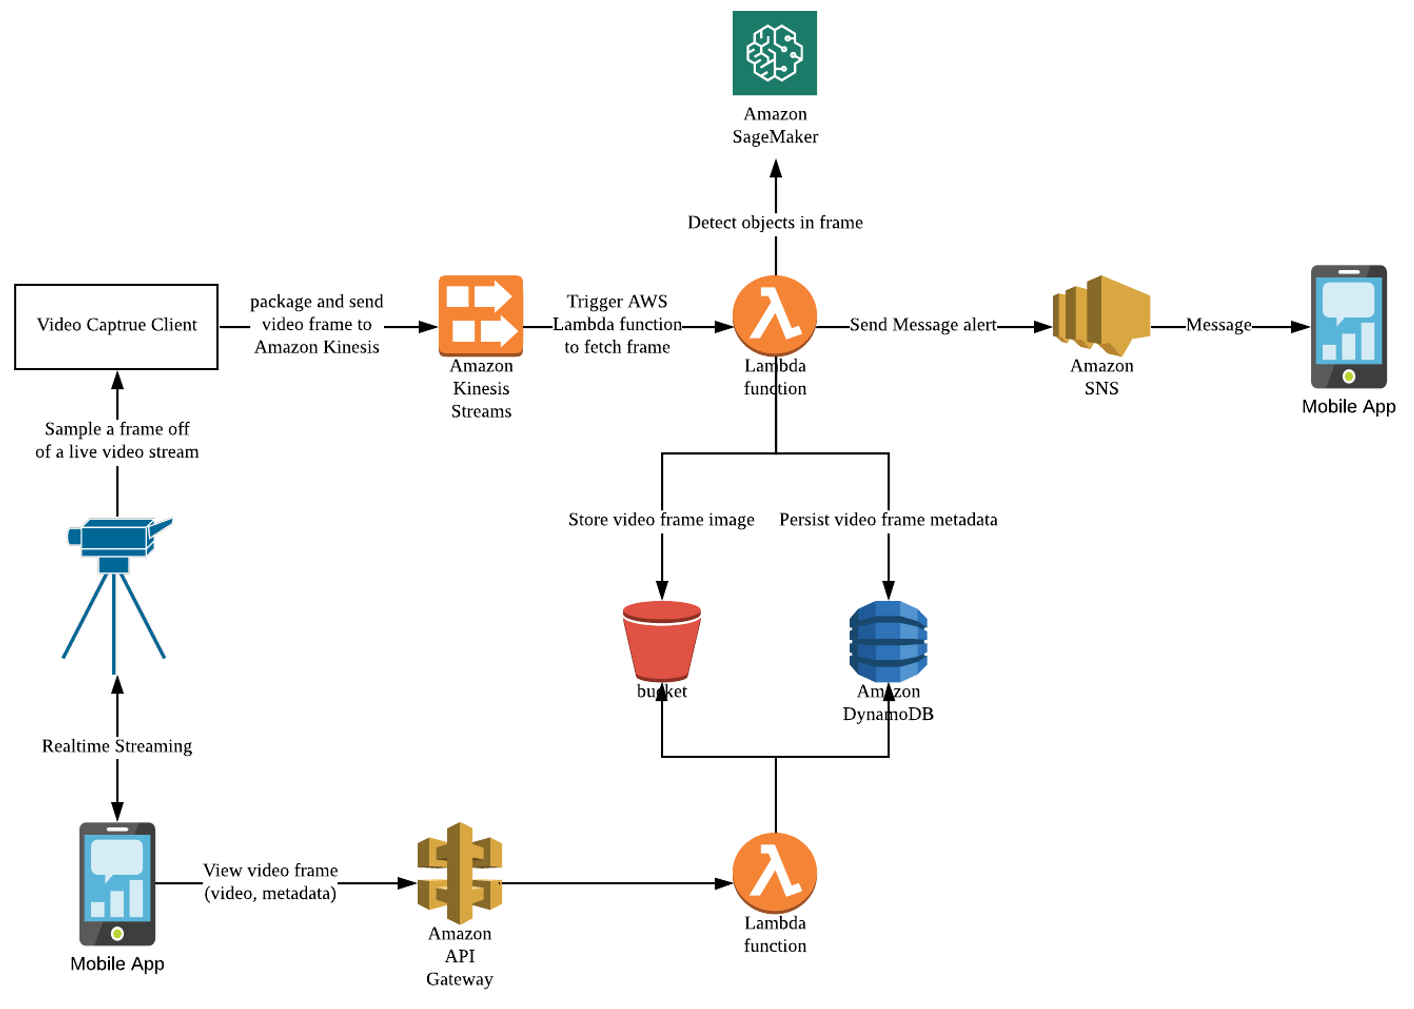 Amazon
SageMaker
Detect objects in frame
Video Captrue Client
package and send
video frame to
Amazon Kinesis
Amazon
Kinesis
Streams
Trigger AWS
Lambda function
to fetch frame
Lambda
function
Send Message alert
Amazon
SNS
Message
Mobile App
Sample a frame off
of a live video stream
Store video frame image
Persist video frame metadata
bucket
Amazon
DynamoDB
Realtime Streaming
Mobile App
View video frame
(video, metadata)
Amazon
API
Gateway
Lambda
function